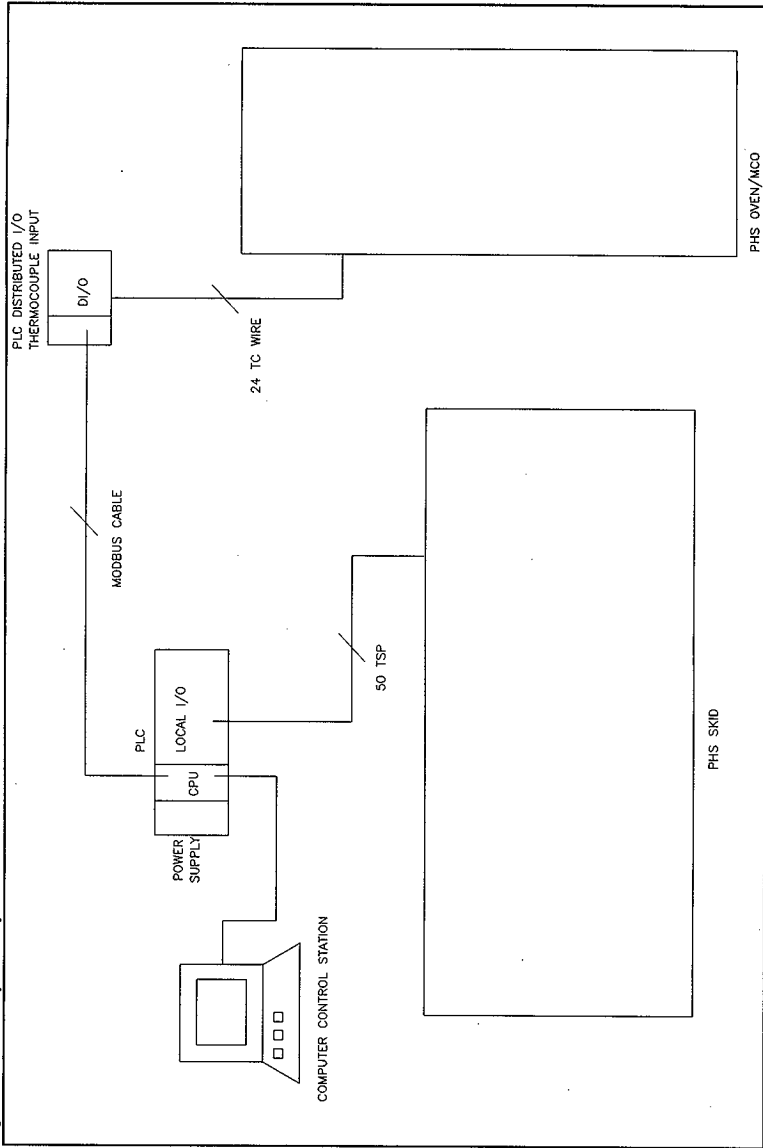 PLC DISTRIBUTED I/O
THERMOCOUPLE INPUT
DI/O
MODBUS CABLE
24 TC WIRE
PLC
POWER
SUPPLY
CPU
LOCAL I/O
50 TSP
COMPUTER CONTROL STATION
PHS SKID
PHS OVEN/MCO